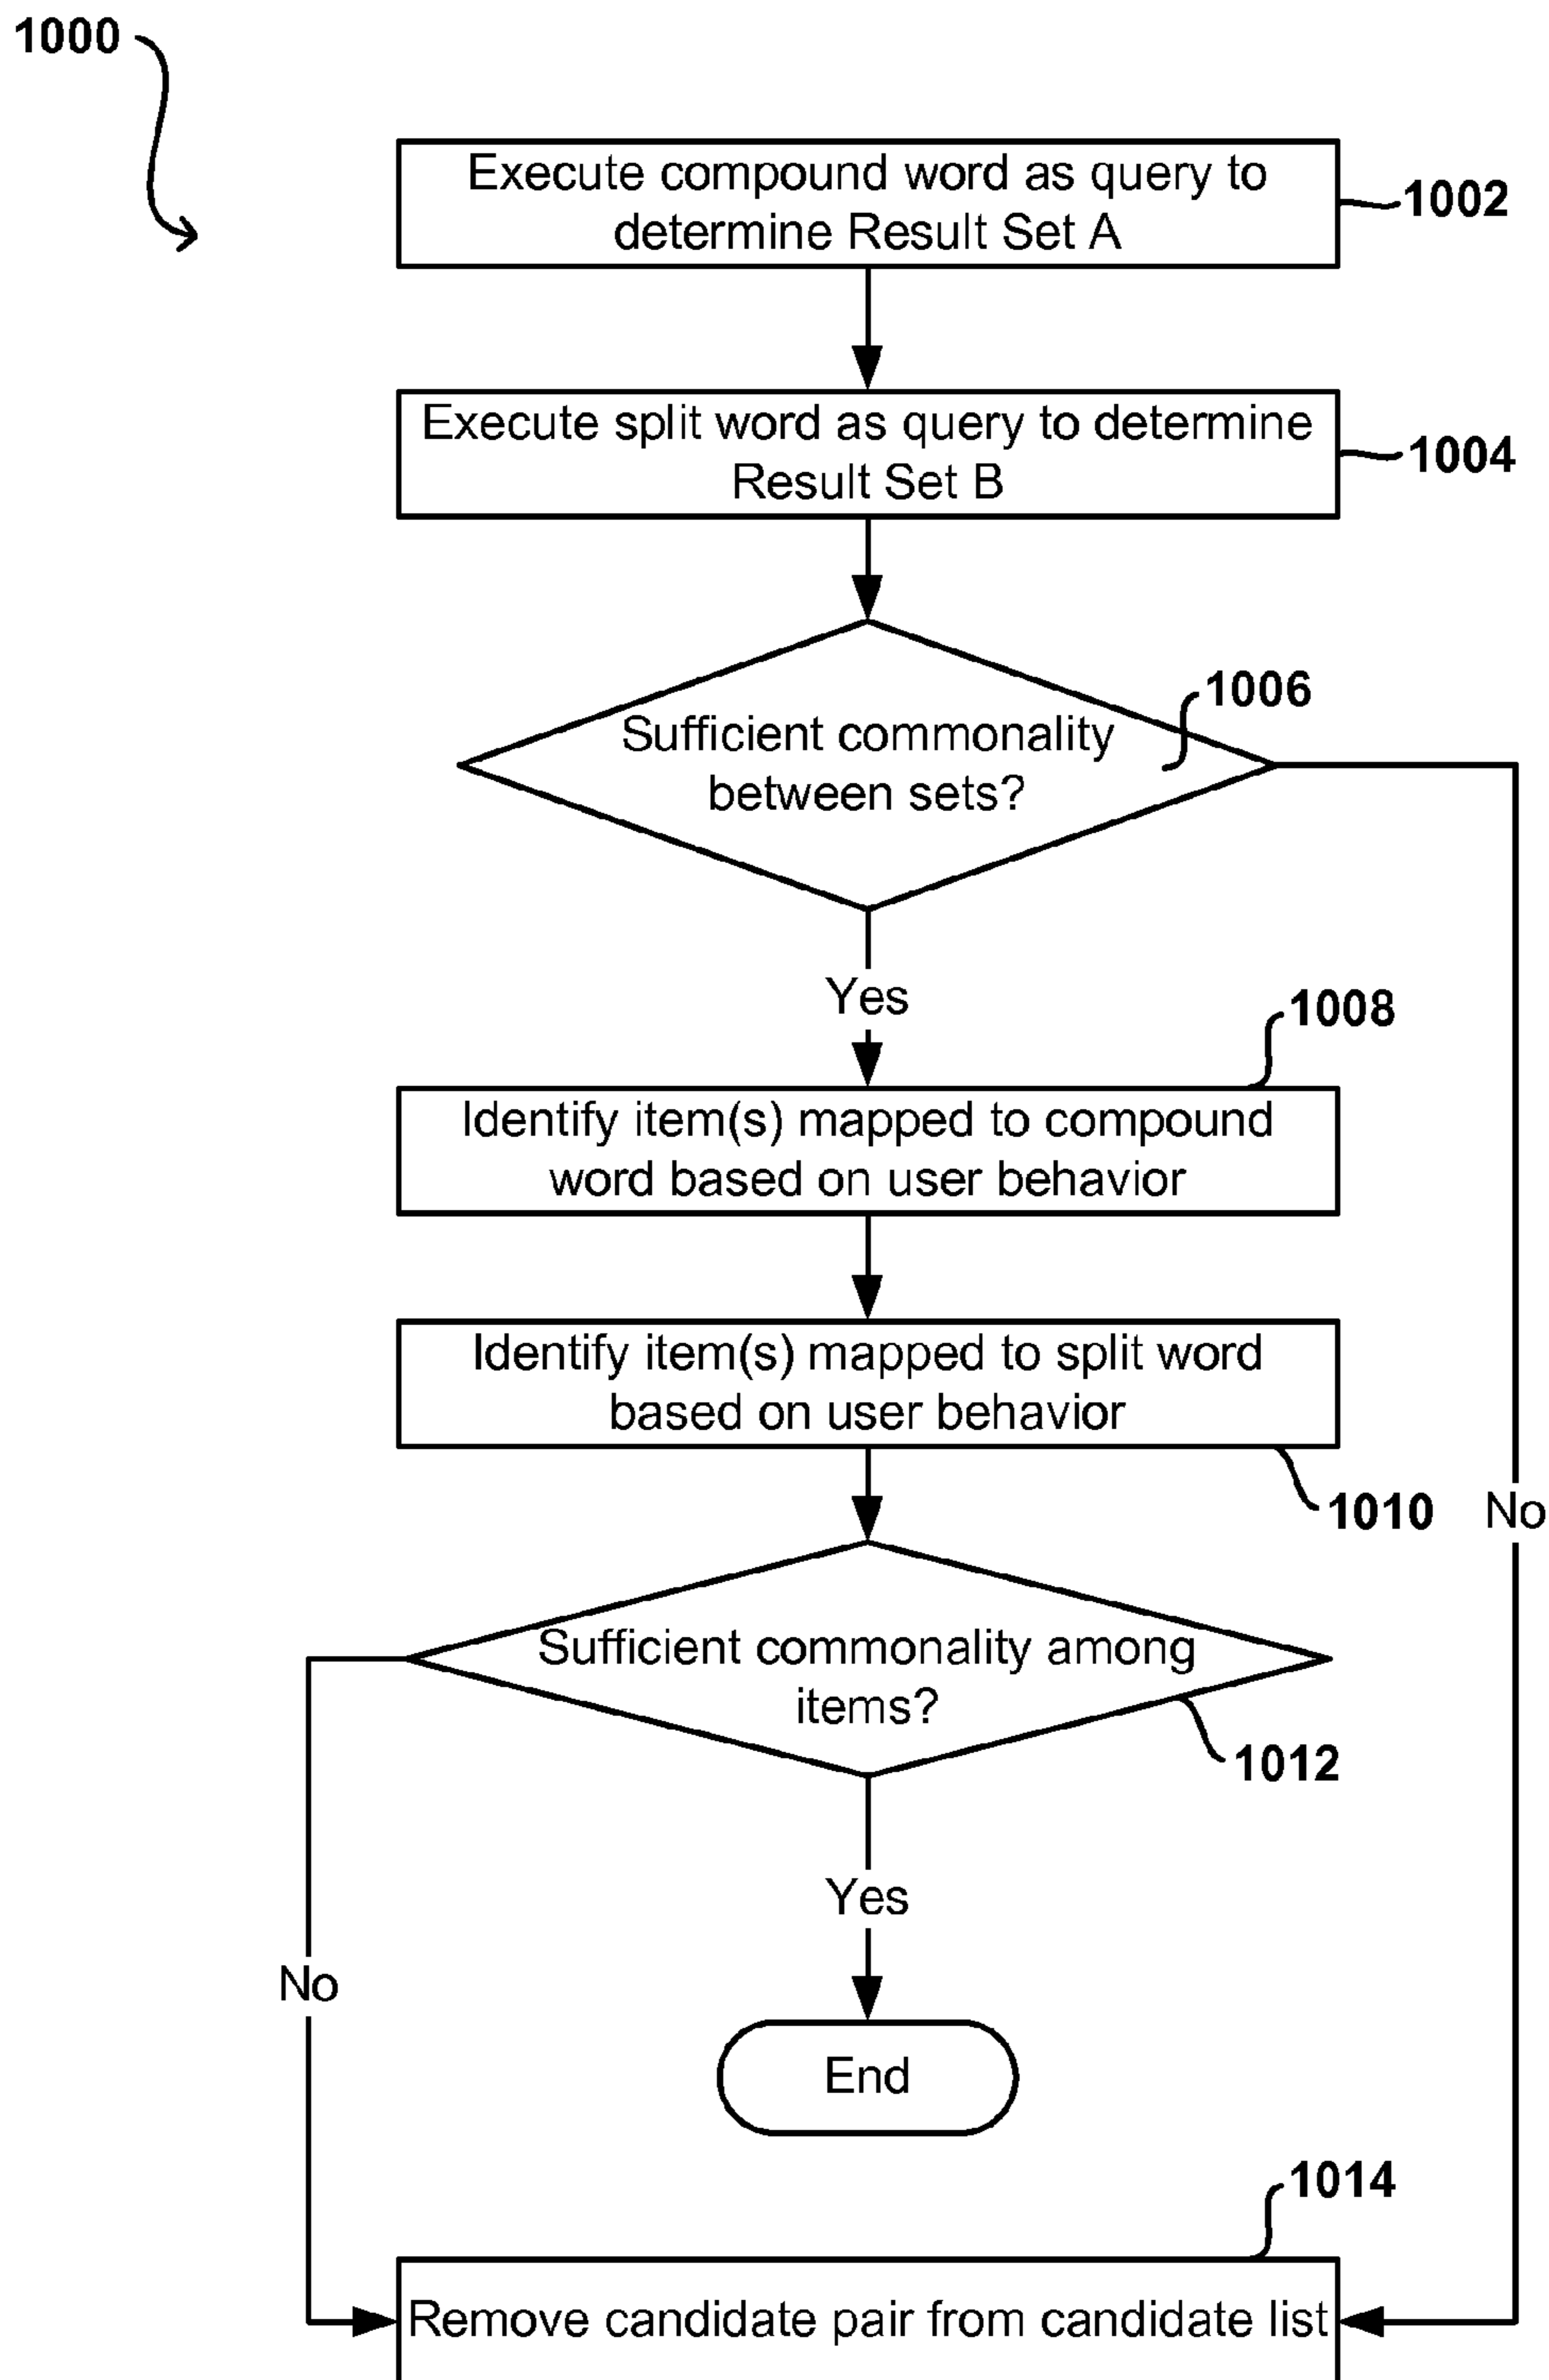 1000
Execute compound word as query to
determine Result Set A
1002
Execute split word as query to determine
Result Set B
1004
1006
Sufficient commonality
between sets?
Yes
1008
Identify item(s) mapped to compound
word based on user behavior
Identify item(s) mapped to split word
based on user behavior
1010
No
Sufficient commonality among
items?
1012
Yes
No
End
1014
Remove candidate pair from candidate list